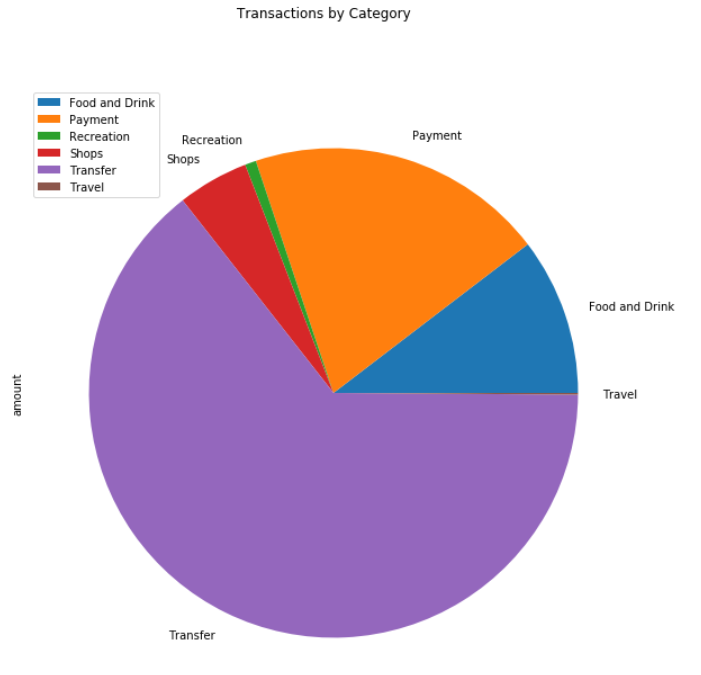 Transactions by Category
Food and Drink
Payment
Recreation
Shops
Transfer
Travel
Payment
Recreation
Shops
Food and Drink
Travel
amount
Transfer